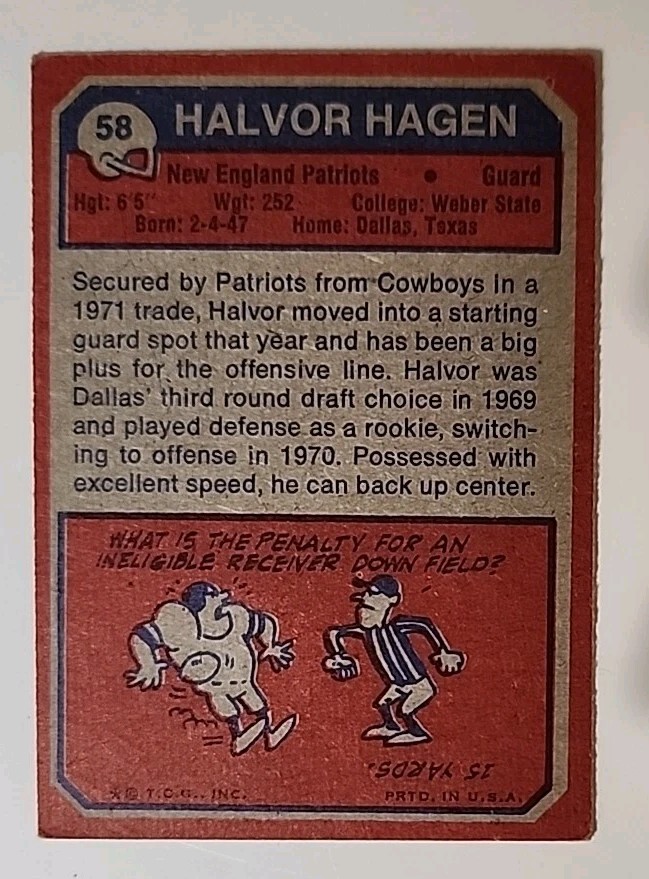 58
HALVOR HAGEN
New England Patriots • Guard
Hgt: 6'5" Wgt: 252 College: Weber State
Born: 2-4-47 Home: Dallas, Texas
Secured by Patriots from Cowboys in a
1971 trade, Halvor moved into a starting
guard spot that year and has been a big
plus for the offensive line. Halvor was
Dallas' third round draft choice in 1969
and played defense as a rookie, switch-
ing to offense in 1970. Possessed with
excellent speed, he can back up center.
WHAT IS THE PENALTY FOR AN
INELIGIBLE RECEIVER DOWN FIELD?
15 YARDS.
*© T.C.G., INC. PRTD. IN U.S.A.